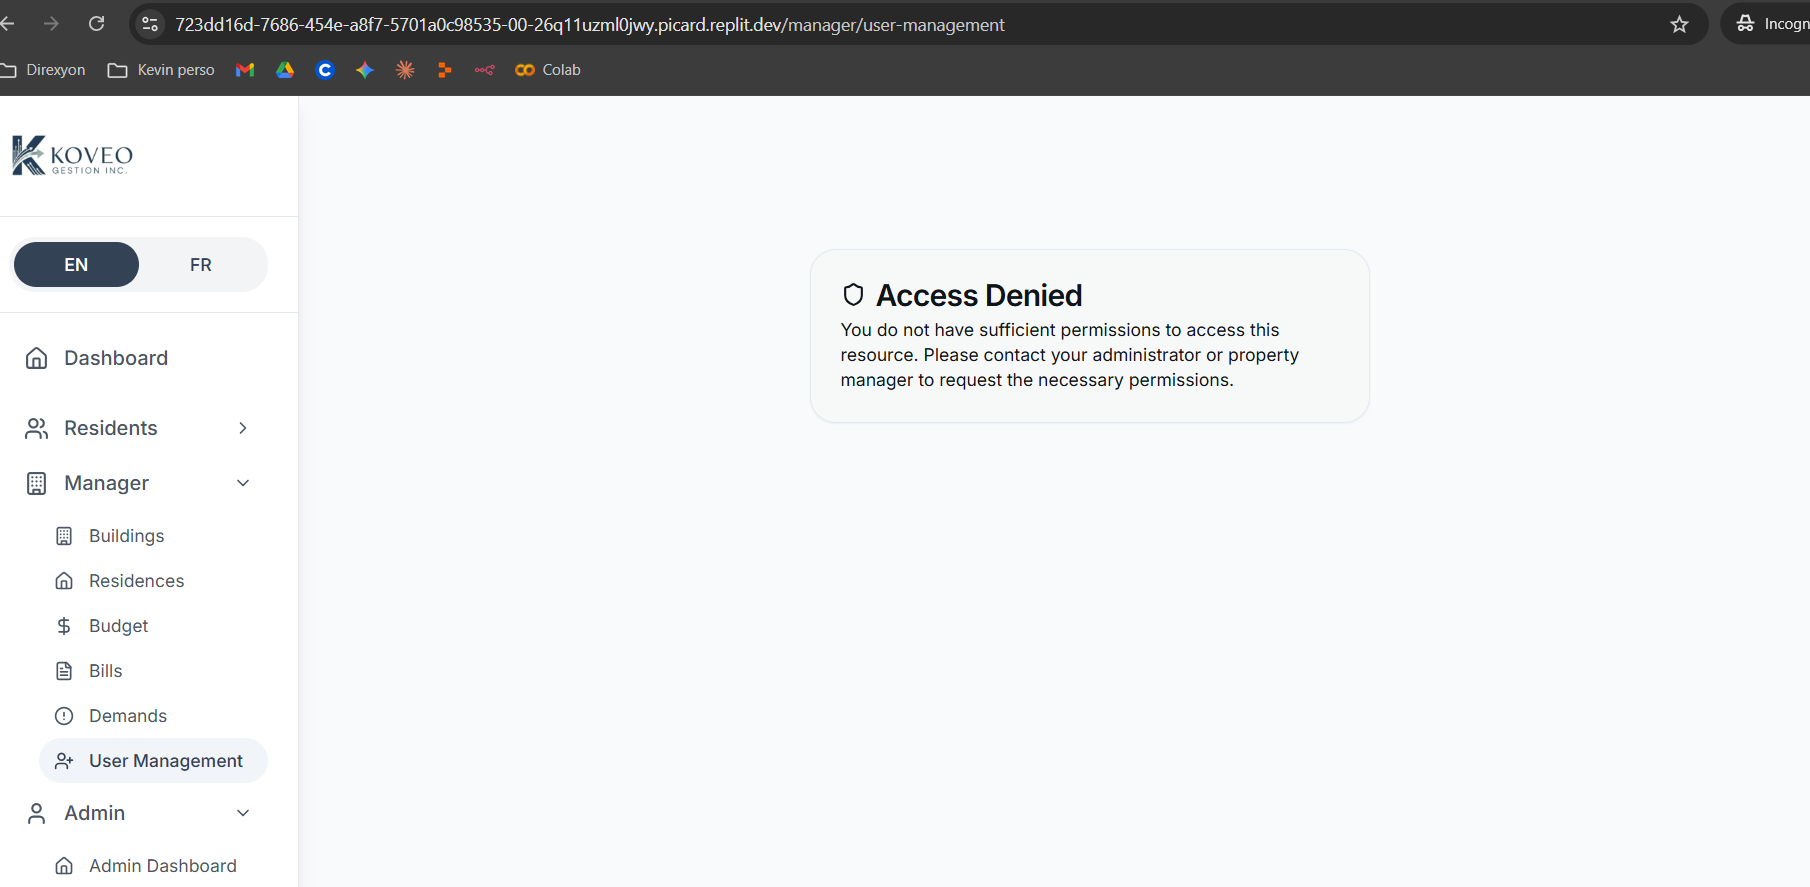 723dd16d-7686-454e-a8f7-5701a0c98535-00-26q11uzml0jwy.picard.replit.dev/manager/user-management
Direxyon
Kevin perso
Colab
KOVEO
GESTION INC.
EN
FR
Dashboard
Residents
Manager
Buildings
Residences
Budget
Bills
Demands
User Management
Admin
Admin Dashboard
Access Denied
You do not have sufficient permissions to access this
resource. Please contact your administrator or property
manager to request the necessary permissions.